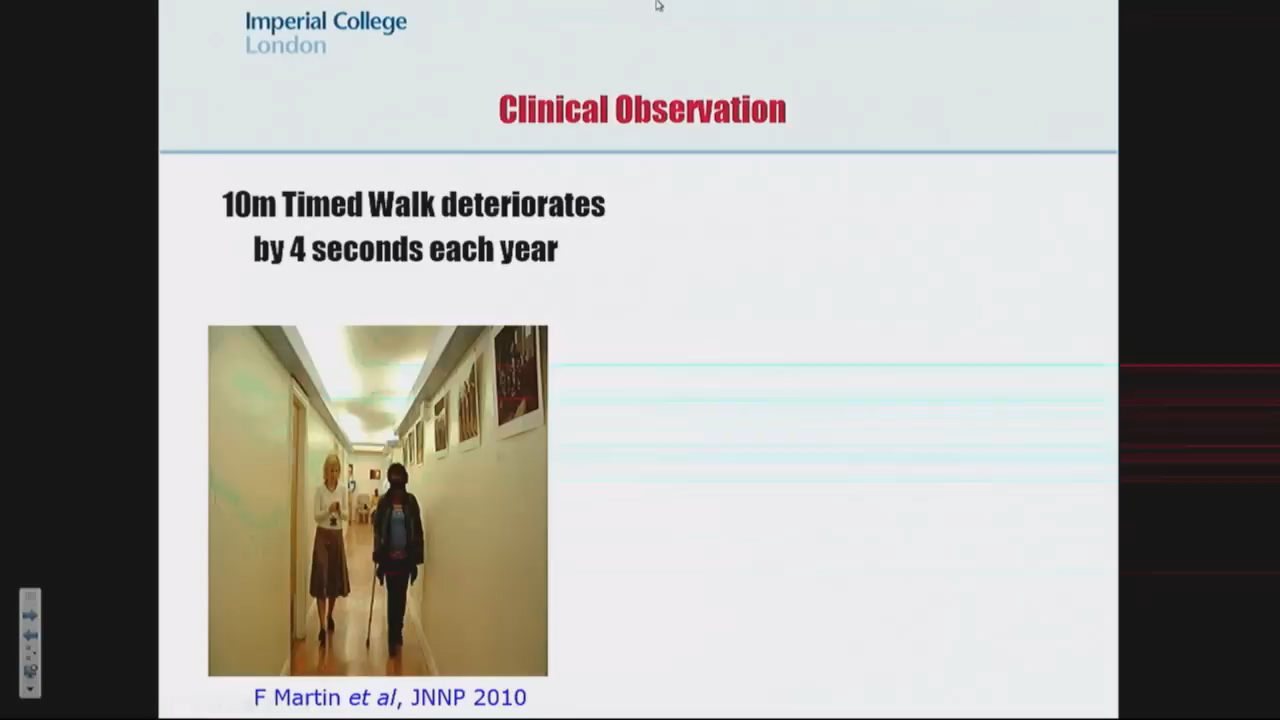 Imperial College
London
Clinical Observation
10m Timed Walk deteriorates
by 4 seconds each year
F Martin et al, JNNP 2010